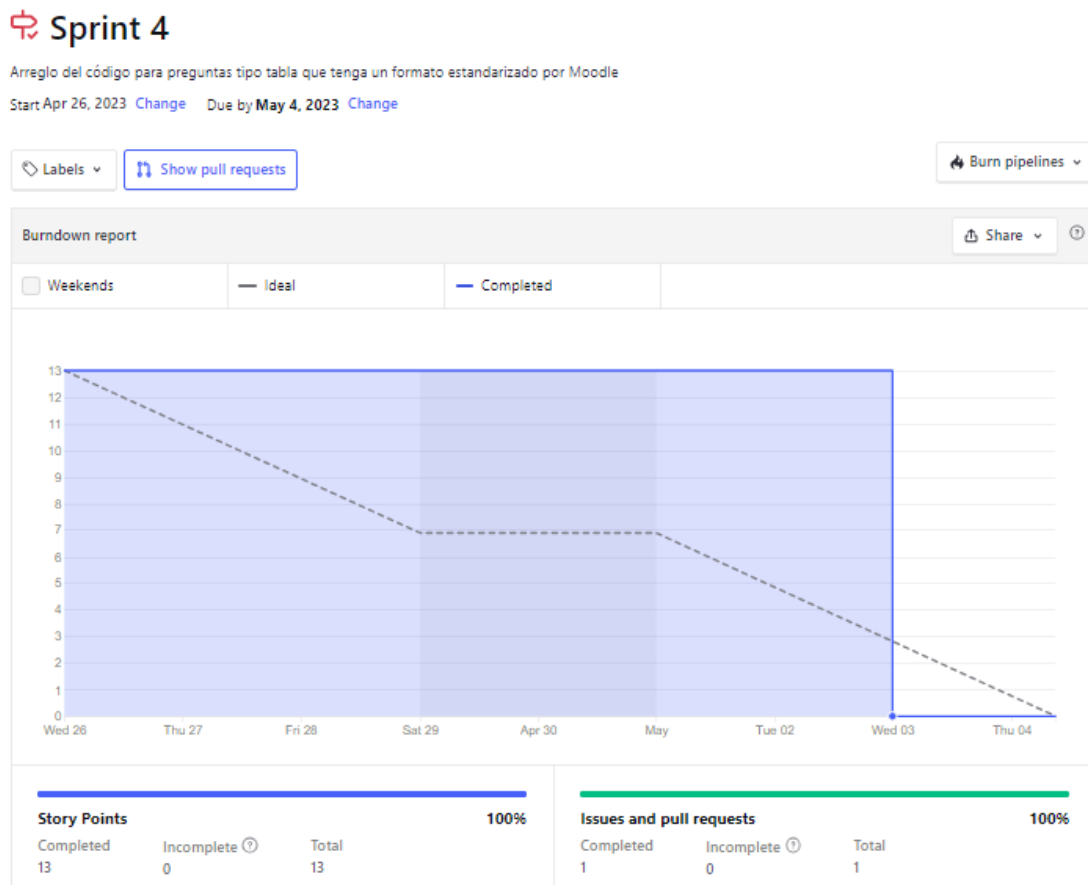 Sprint 4
Arreglo del código para preguntas tipo tabla que tenga un formato estandarizado por Moodle
Start Apr 26, 2023 Change Due by May 4, 2023 Change
Labels Show pull requests Burn pipelines
Burndown report Share ?
Weekends Ideal Completed
13
12
11
10
9
8
7
6
5
4
3
2
1
0
Wed 26 Thu 27 Fri 28 Sat 29 Apr 30 May Tue 02 Wed 03 Thu 04
Story Points 100% Issues and pull requests 100%
Completed Incomplete ? Total Completed Incomplete ? Total
13 0 13 1 0 1